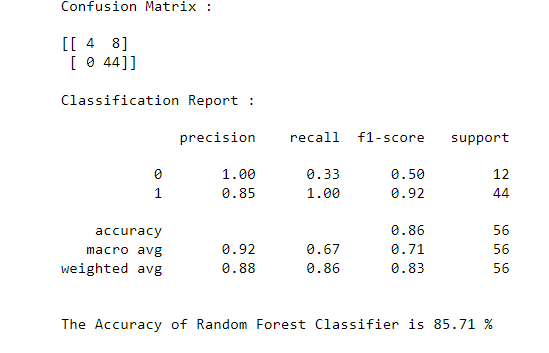 Confusion Matrix :
[[ 4  8]
 [ 0 44]]
Classification Report :
precision    recall  f1-score   support
0       1.00      0.33      0.50        12
1       0.85      1.00      0.92        44
accuracy                           0.86        56
macro avg       0.92      0.67      0.71        56
weighted avg       0.88      0.86      0.83        56
The Accuracy of Random Forest Classifier is 85.71 %